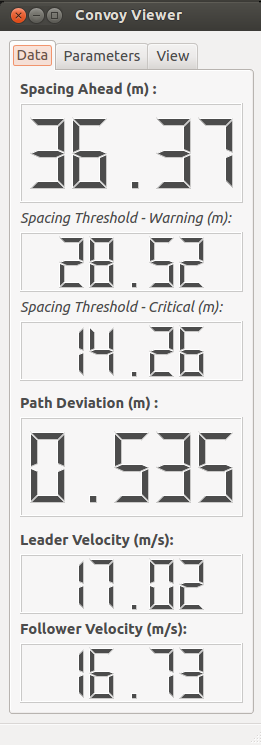 Convoy Viewer
Data Parameters View
Spacing Ahead (m) :
36.37
Spacing Threshold - Warning (m):
28.52
Spacing Threshold - Critical (m):
14.26
Path Deviation (m) :
0.535
Leader Velocity (m/s):
17.02
Follower Velocity (m/s):
16.73